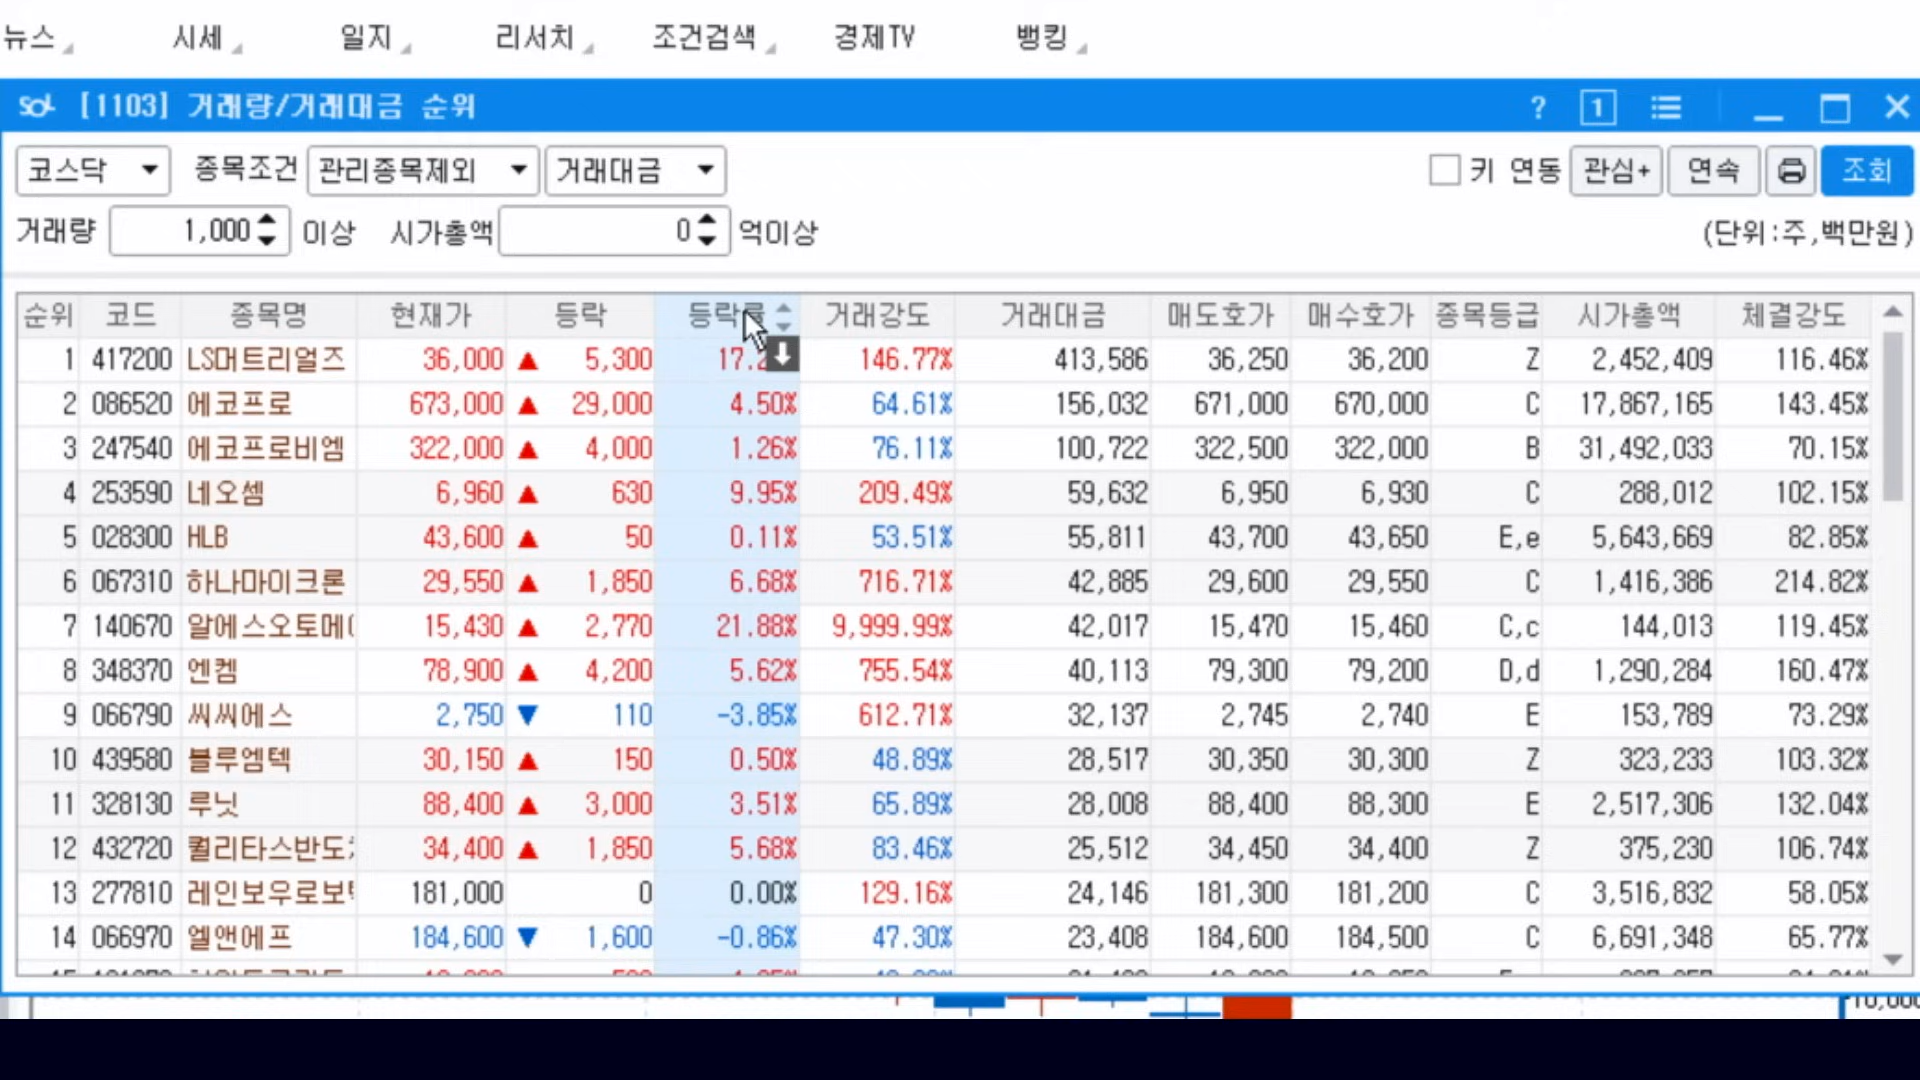 뉴스 시세 일지 리서치 조건검색 경제TV 뱅킹
SOL [1103] 거래량/거래대금 순위 ? 1
코스닥 종목조건 관리종목제외 거래대금 키 연동 관심+ 연속 조회
거래량 1,000 이상 시가총액 0 억이상 (단위:주,백만원)
순위 코드 종목명 현재가 등락 등락률 거래강도 거래대금 매도호가 매수호가 종목등급 시가총액 체결강도
1 417200 LS머트리얼즈 36,000 ▲ 5,300 146.77% 413,586 36,250 36,200 Z 2,452,409 116.46%
2 086520 에코프로 673,000 ▲ 29,000 4.50% 64.61% 156,032 671,000 670,000 C 17,867,165 143.45%
3 247540 에코프로비엠 322,000 ▲ 4,000 1.26% 76.11% 100,722 322,500 322,000 B 31,492,033 70.15%
4 253590 네오셈 6,960 ▲ 630 9.95% 209.49% 59,632 6,950 6,930 C 288,012 102.15%
5 028300 HLB 43,600 ▲ 50 0.11% 53.51% 55,811 43,700 43,650 E,e 5,643,669 82.85%
6 067310 하나마이크론 29,550 ▲ 1,850 6.68% 716.71% 42,885 29,600 29,550 C 1,416,386 214.82%
7 140670 알에스오토메 15,430 ▲ 2,770 21.88% 9,999.99% 42,017 15,470 15,460 C,c 144,013 119.45%
8 348370 엔켐 78,900 ▲ 4,200 5.62% 755.54% 40,113 79,300 79,200 D,d 1,290,284 160.47%
9 066790 씨씨에스 2,750 ▼ 110 -3.85% 612.71% 32,137 2,745 2,740 E 153,789 73.29%
10 439580 블루엠텍 30,150 ▲ 150 0.50% 48.89% 28,517 30,350 30,300 Z 323,233 103.32%
11 328130 루닛 88,400 ▲ 3,000 3.51% 65.89% 28,008 88,400 88,300 E 2,517,306 132.04%
12 432720 퀄리타스반도 34,400 ▲ 1,850 5.68% 83.46% 25,512 34,450 34,400 Z 375,230 106.74%
13 277810 레인보우로보 181,000 0 0.00% 129.16% 24,146 181,300 181,200 C 3,516,832 58.05%
14 066970 엘앤에프 184,600 ▼ 1,600 -0.86% 47.30% 23,408 184,600 184,500 C 6,691,348 65.77%